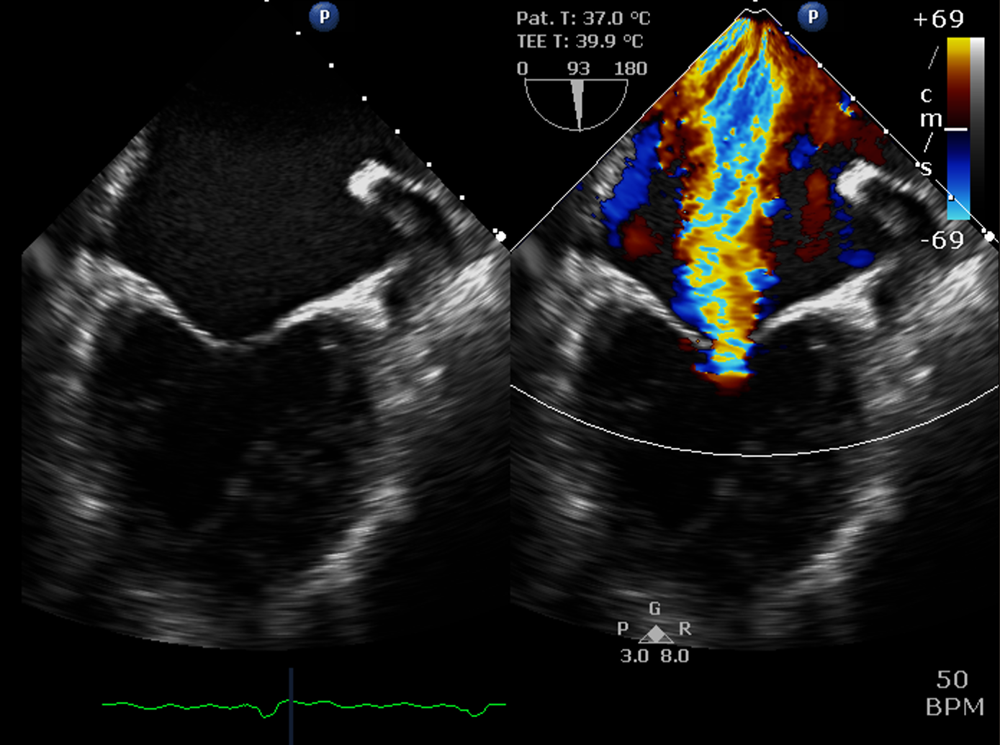 P
Pat. T: 37.0 °C
TEE T: 39.9 °C
0 93 180
P
+69
c
m
s
-69
G
P R
3.0 8.0
50
BPM